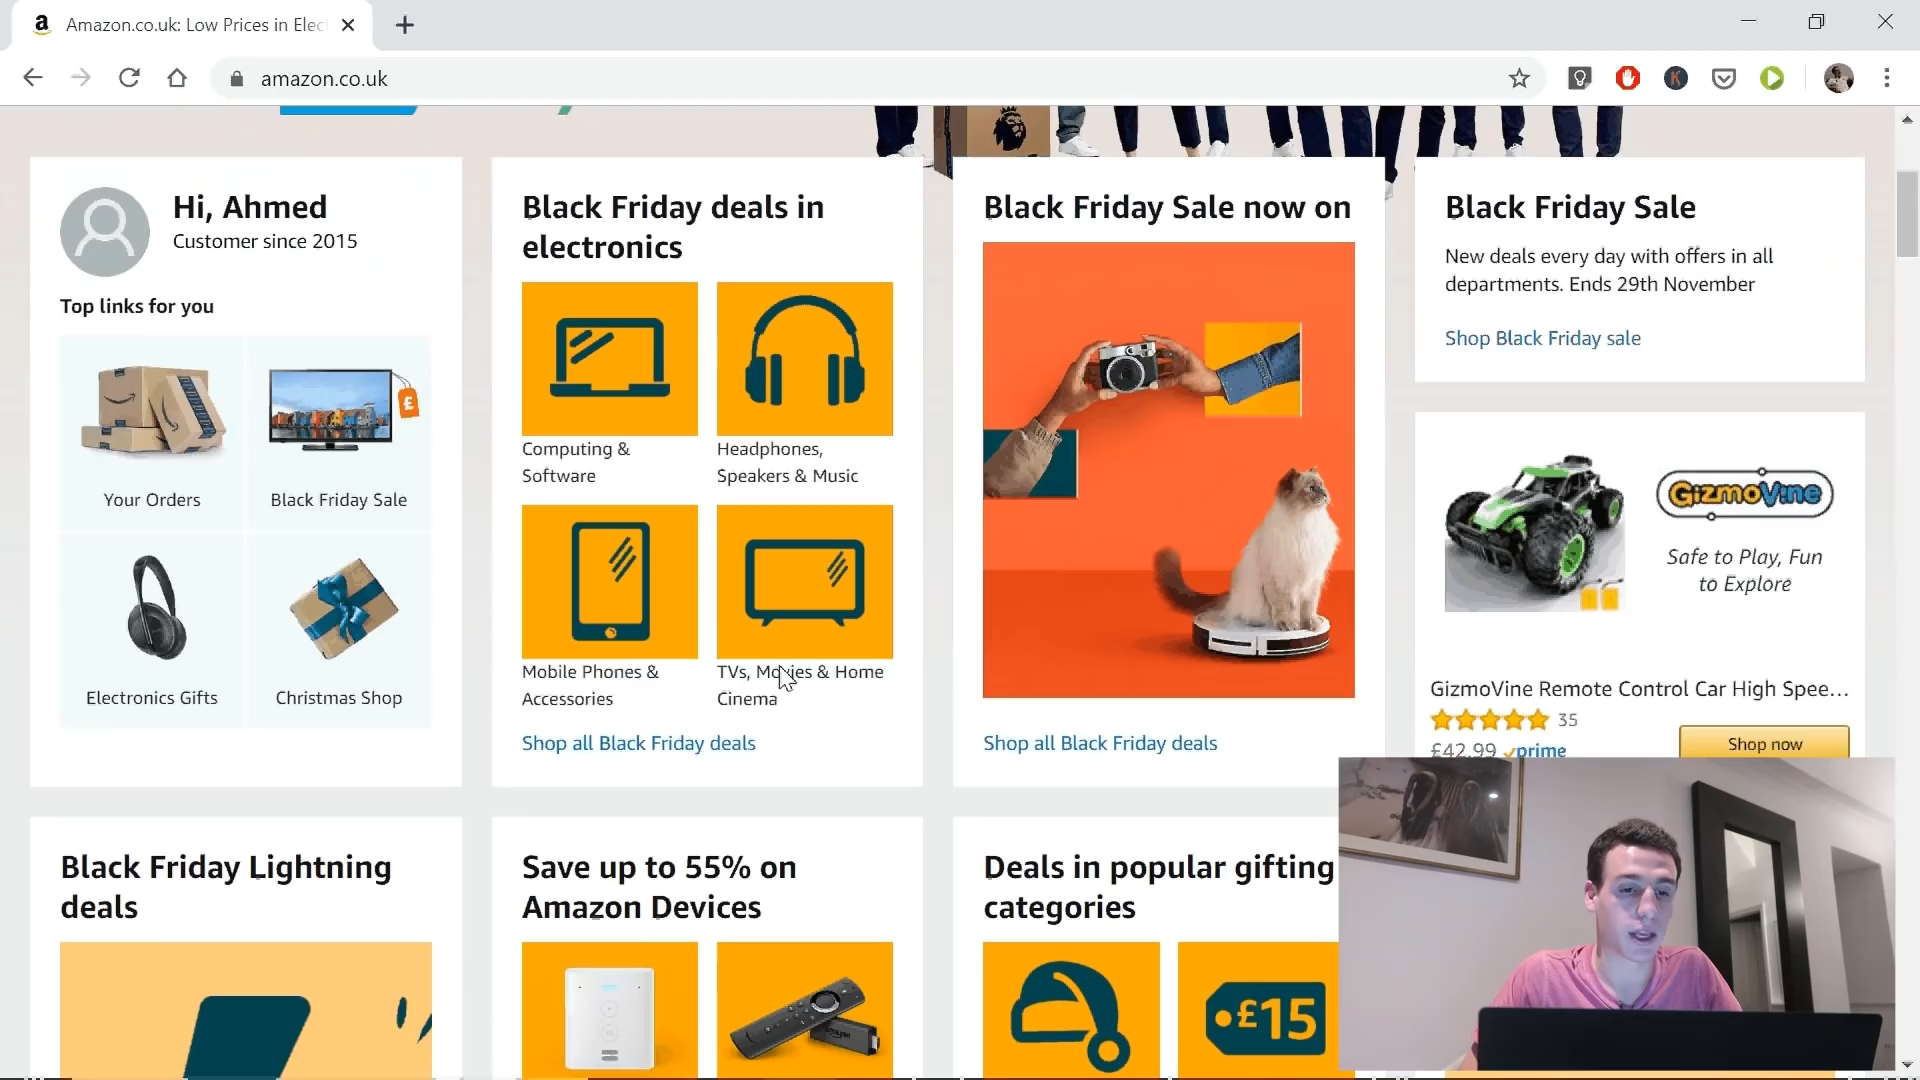 a Amazon.co.uk: Low Prices in Elec
amazon.co.uk
K
Hi, Ahmed
Customer since 2015
Top links for you
£
Your Orders
Black Friday Sale
Electronics Gifts
Christmas Shop
Black Friday deals in
electronics
Computing &
Software
Headphones,
Speakers & Music
Mobile Phones &
Accessories
TVs, Movies & Home
Cinema
Shop all Black Friday deals
Black Friday Sale now on
Shop all Black Friday deals
Black Friday Sale
New deals every day with offers in all
departments. Ends 29th November
Shop Black Friday sale
GizmoVine
Safe to Play, Fun
to Explore
GizmoVine Remote Control Car High Spee...
35
£42.99 prime
Shop now
Black Friday Lightning
deals
Save up to 55% on
Amazon Devices
Deals in popular gifting
categories
£15